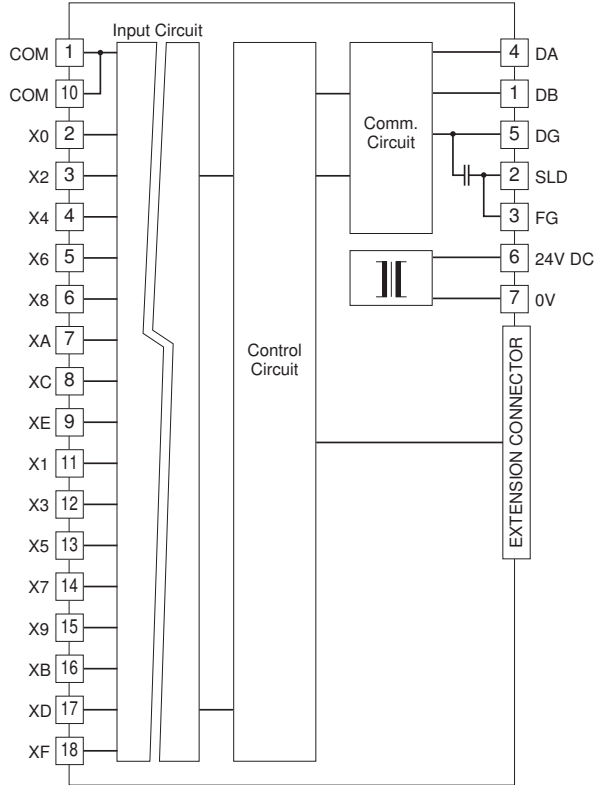 Input Circuit
COM 1
COM 10
X0 2
X2 3
X4 4
X6 5
X8 6
XA 7
XC 8
XE 9
X1 11
X3 12
X5 13
X7 14
X9 15
XB 16
XD 17
XF 18
Control
Circuit
Comm.
Circuit
4 DA
1 DB
5 DG
2 SLD
3 FG
6 24V DC
7 0V
EXTENSION CONNECTOR